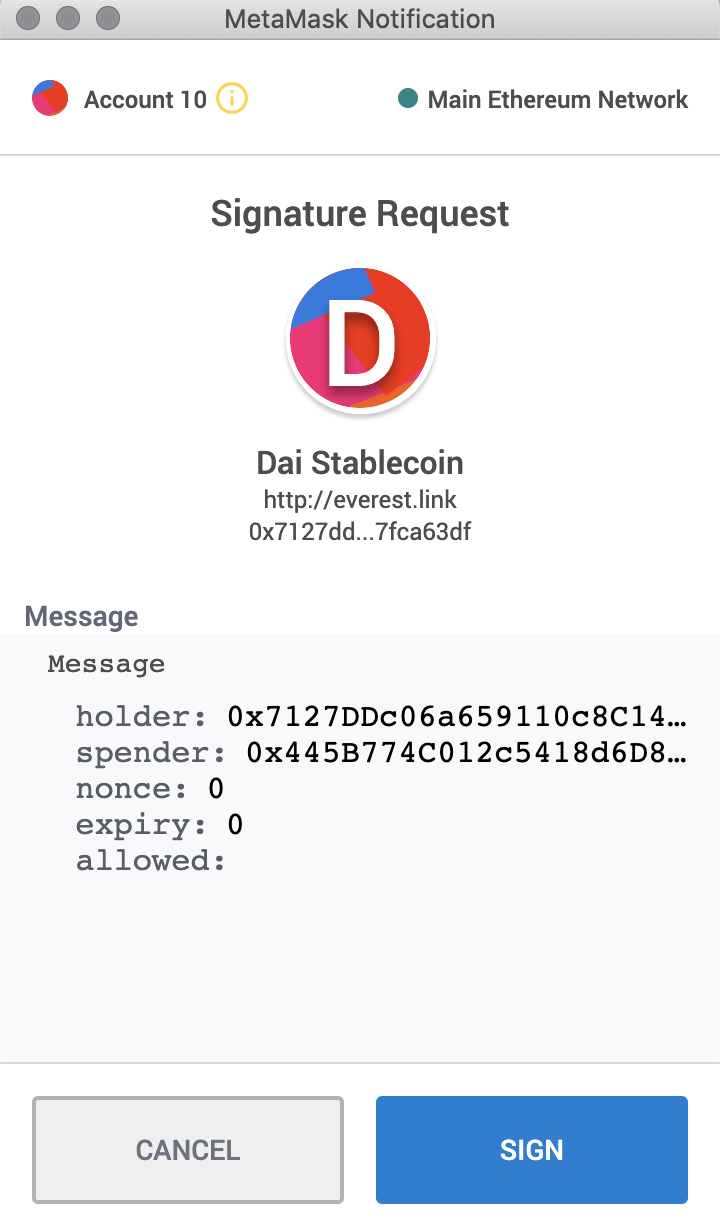 MetaMask Notification
Account 10
Main Ethereum Network
Signature Request
D
Dai Stablecoin
http://everest.link
0x7127dd...7fca63df
Message
Message
holder: 0x7127DDc06a659110c8C14…
spender: 0x445B774C012c5418d6D8…
nonce: 0
expiry: 0
allowed:
CANCEL
SIGN